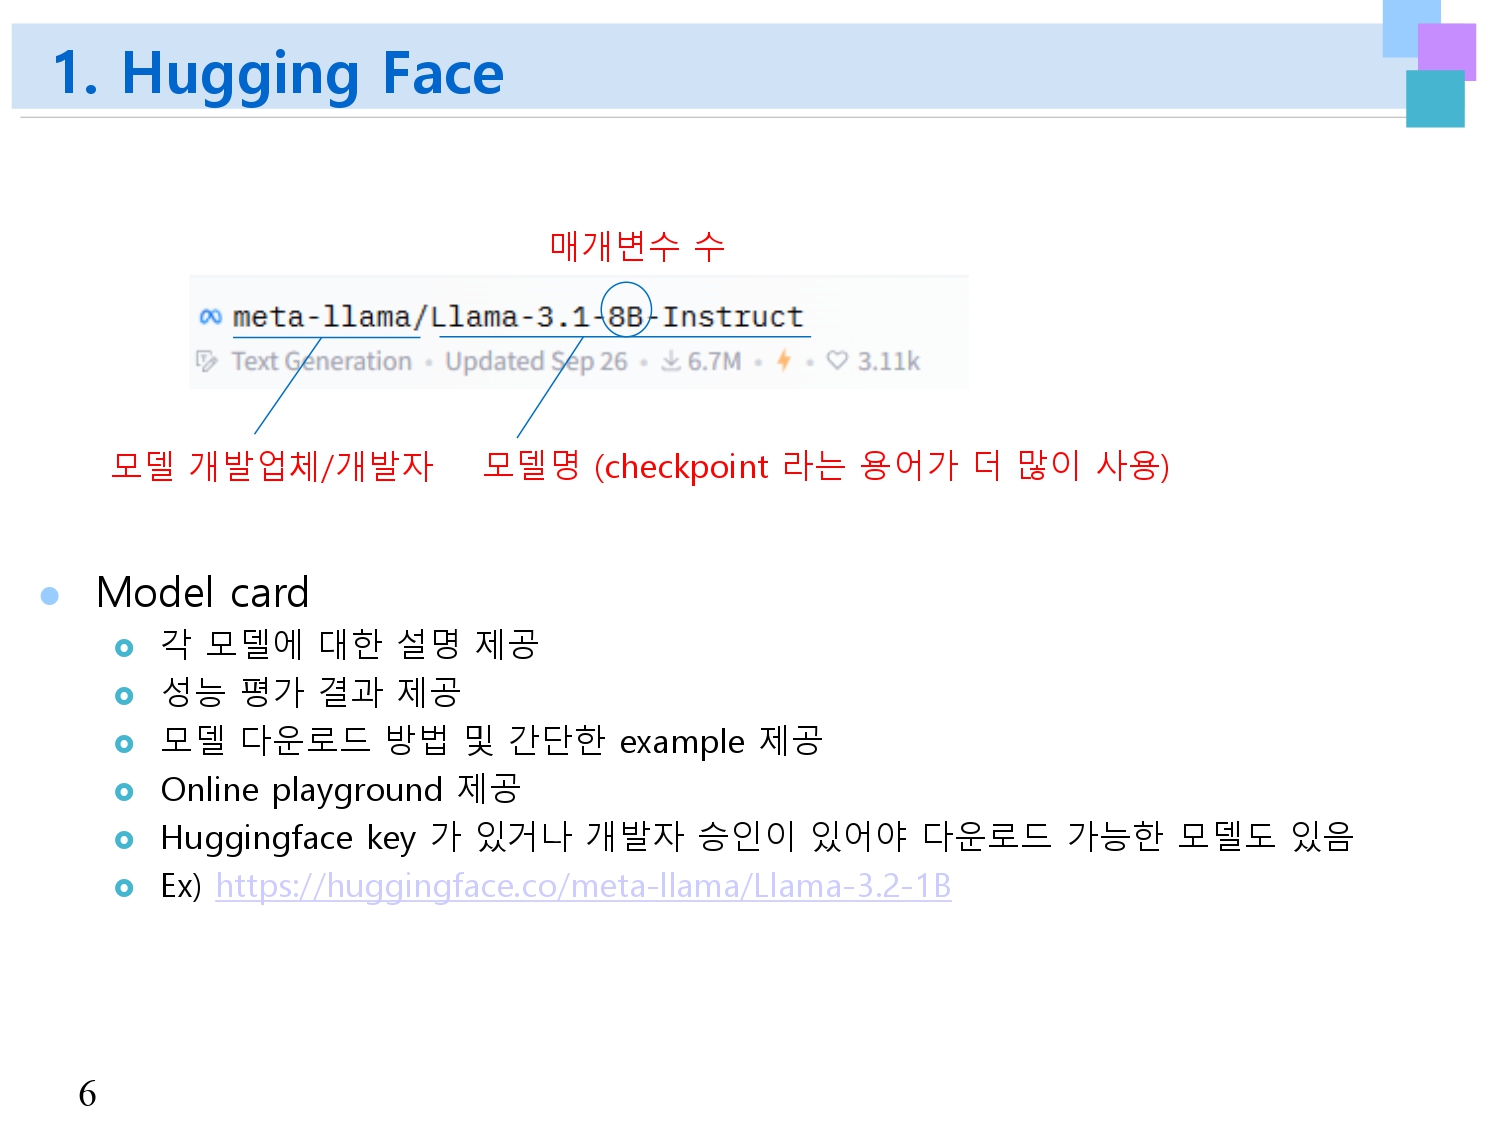 1. Hugging Face
매개변수 수
meta-llama/Llama-3.1-8B-Instruct
Text Generation • Updated Sep 26 • 6.7M • • 3.11k
모델 개발업체/개발자
모델명 (checkpoint 라는 용어가 더 많이 사용)
Model card
각 모델에 대한 설명 제공
성능 평가 결과 제공
모델 다운로드 방법 및 간단한 example 제공
Online playground 제공
Huggingface key 가 있거나 개발자 승인이 있어야 다운로드 가능한 모델도 있음
Ex) https://huggingface.co/meta-llama/Llama-3.2-1B
6